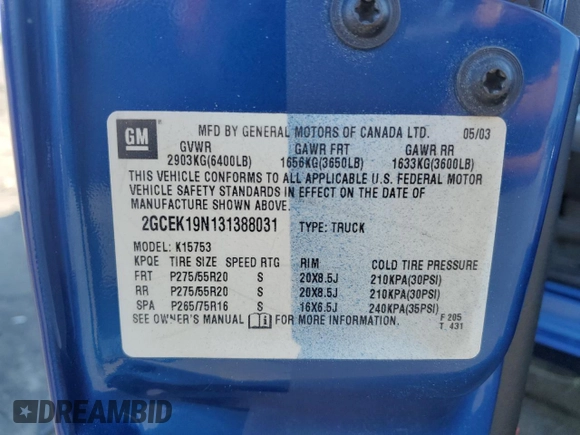 GM
MFD BY GENERAL MOTORS OF CANADA LTD. 05/03
GVWR GAWR FRT GAWR RR
2903KG(6400LB) 1656KG(3650LB) 1633KG(3600LB)
THIS VEHICLE CONFORMS TO ALL APPLICABLE U.S. FEDERAL MOTOR
VEHICLE SAFETY STANDARDS IN EFFECT ON THE DATE OF
MANUFACTURE SHOWN ABOVE.
2GCEK19N131388031 TYPE: TRUCK
MODEL: K15753
KPQE TIRE SIZE SPEED RTG RIM COLD TIRE PRESSURE
FRT P275/55R20 S 20X8.5J 210KPA(30PSI)
RR P275/55R20 S 20X8.5J 210KPA(30PSI)
SPA P265/75R16 S 16X6.5J 240KPA(35PSI)
SEE OWNER'S MANUAL FOR MORE INFORMATION. F 205
T. 431
DREAMBID